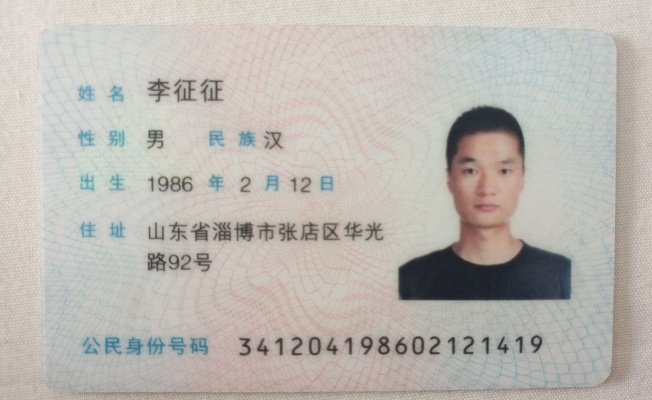 姓名 李征征
性别 男 民族 汉
出生 1986 年 2 月 12 日
住址 山东省淄博市张店区华光
路92号
公民身份号码 341204198602121419